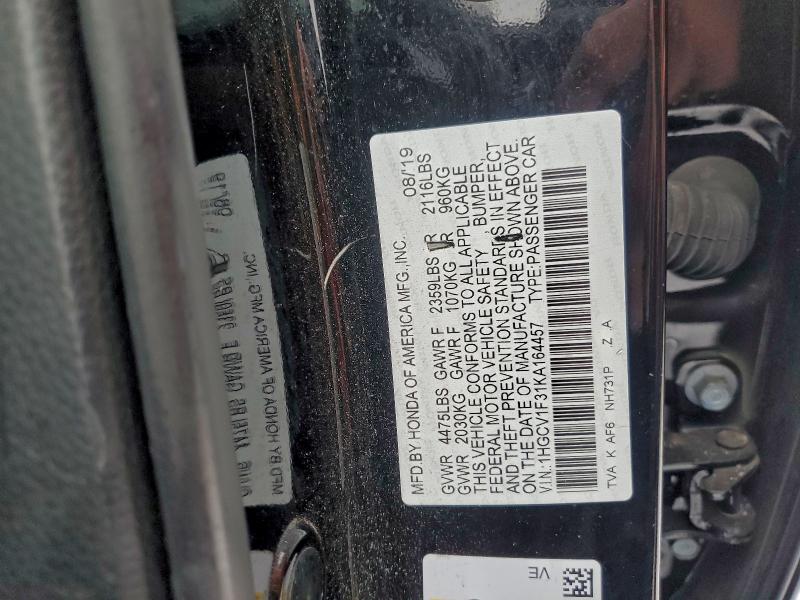 MFD.BY HONDA OF AMERICA MFG.,INC. 08/'19
GVWR 4475LBS GAWR F 2359LBS R 2116LBS
GVWR 2030KG GAWR F 1070KG R 960KG
THIS VEHICLE CONFORMS TO ALL APPLICABLE
FEDERAL MOTOR VEHICLE SAFETY, BUMPER,
AND THEFT PREVENTION STANDARDS IN EFFECT
ON THE DATE OF MANUFACTURE SHOWN ABOVE.
V.I.N.:1HGCV1F31KA164457 TYPE:PASSENGER CAR
TVA K AF6 NH731P Z A
MFD BY HONDA OF AMERICA MFG., INC.
VE